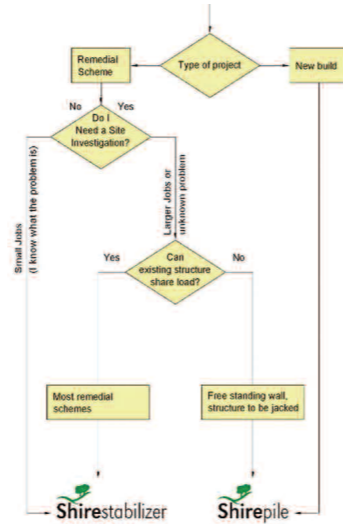 Type of project
Remedial
Scheme
New build
No
Yes
Do I
Need a Site
Investigation?
Small Jobs
(I know what the problem is)
Larger Jobs or
unknown problem
Yes
Can
existing structure
share load?
No
Most remedial
schemes
Free standing wall,
structure to be jacked
Shirestabilizer
Shirepile